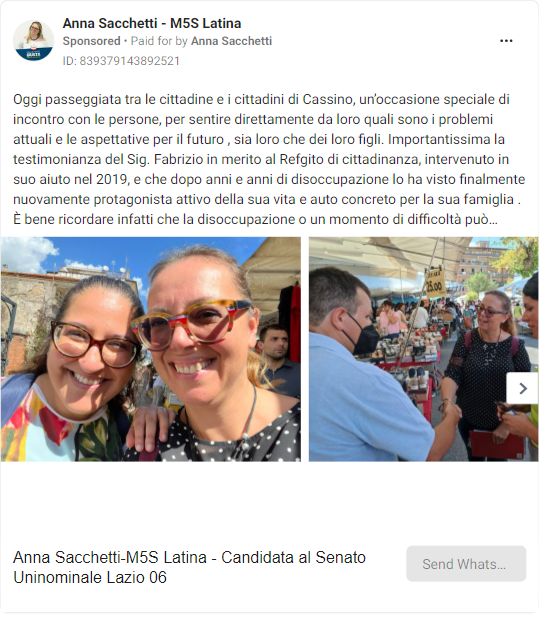 Anna Sacchetti - M5S Latina
Sponsored • Paid for by Anna Sacchetti
ID: 839379143892521
Oggi passeggiata tra le cittadine e i cittadini di Cassino, un'occasione speciale di
incontro con le persone, per sentire direttamente da loro quali sono i problemi
attuali e le aspettative per il futuro , sia loro che dei loro figli. Importantissima la
testimonianza del Sig. Fabrizio in merito al Refgito di cittadinanza, intervenuto in
suo aiuto nel 2019, e che dopo anni e anni di disoccupazione lo ha visto finalmente
nuovamente protagonista attivo della sua vita e auto concreto per la sua famiglia .
È bene ricordare infatti che la disoccupazione o un momento di difficoltà può...
25.00
Anna Sacchetti-M5S Latina - Candidata al Senato
Uninominale Lazio 06
Send Whats...